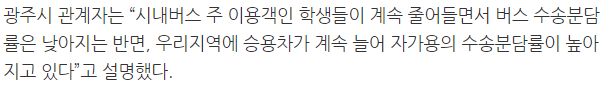 광주시 관계자는 “시내버스 주 이용객인 학생들이 계속 줄어들면서 버스 수송분담
률은 낮아지는 반면, 우리지역에 승용차가 계속 늘어 자가용의 수송분담률이 높아
지고 있다”고 설명했다.